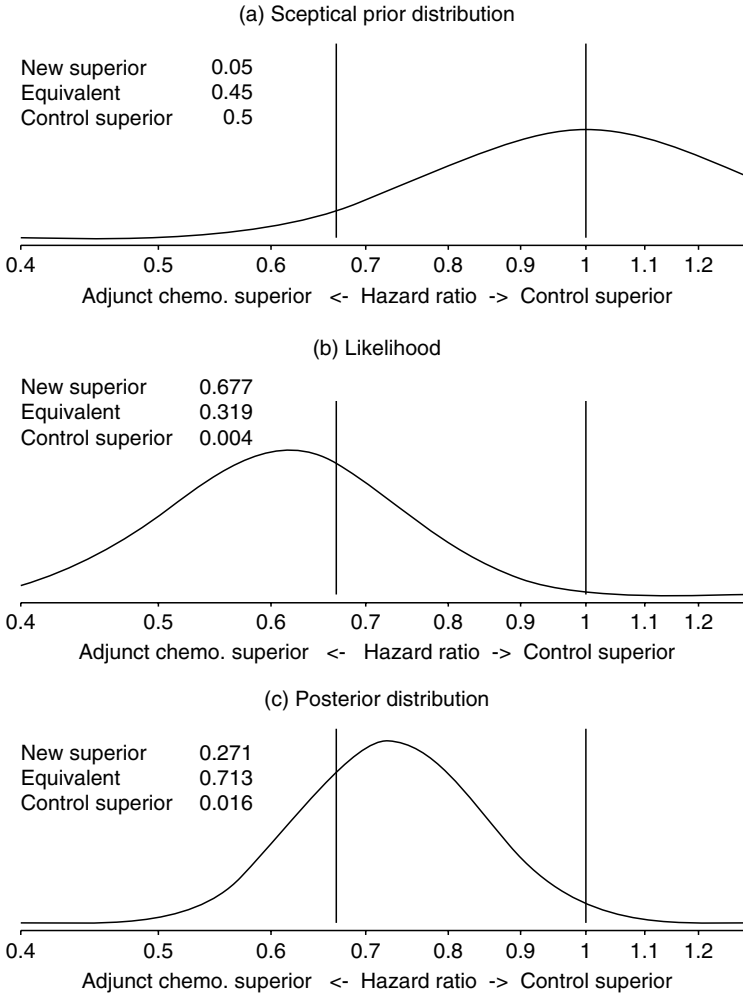 (a) Sceptical prior distribution
New superior 0.05
Equivalent 0.45
Control superior 0.5
0.4 0.5 0.6 0.7 0.8 0.9 1 1.1 1.2
Adjunct chemo. superior <- Hazard ratio -> Control superior
(b) Likelihood
New superior 0.677
Equivalent 0.319
Control superior 0.004
0.4 0.5 0.6 0.7 0.8 0.9 1 1.1 1.2
Adjunct chemo. superior <- Hazard ratio -> Control superior
(c) Posterior distribution
New superior 0.271
Equivalent 0.713
Control superior 0.016
0.4 0.5 0.6 0.7 0.8 0.9 1 1.1 1.2
Adjunct chemo. superior <- Hazard ratio -> Control superior